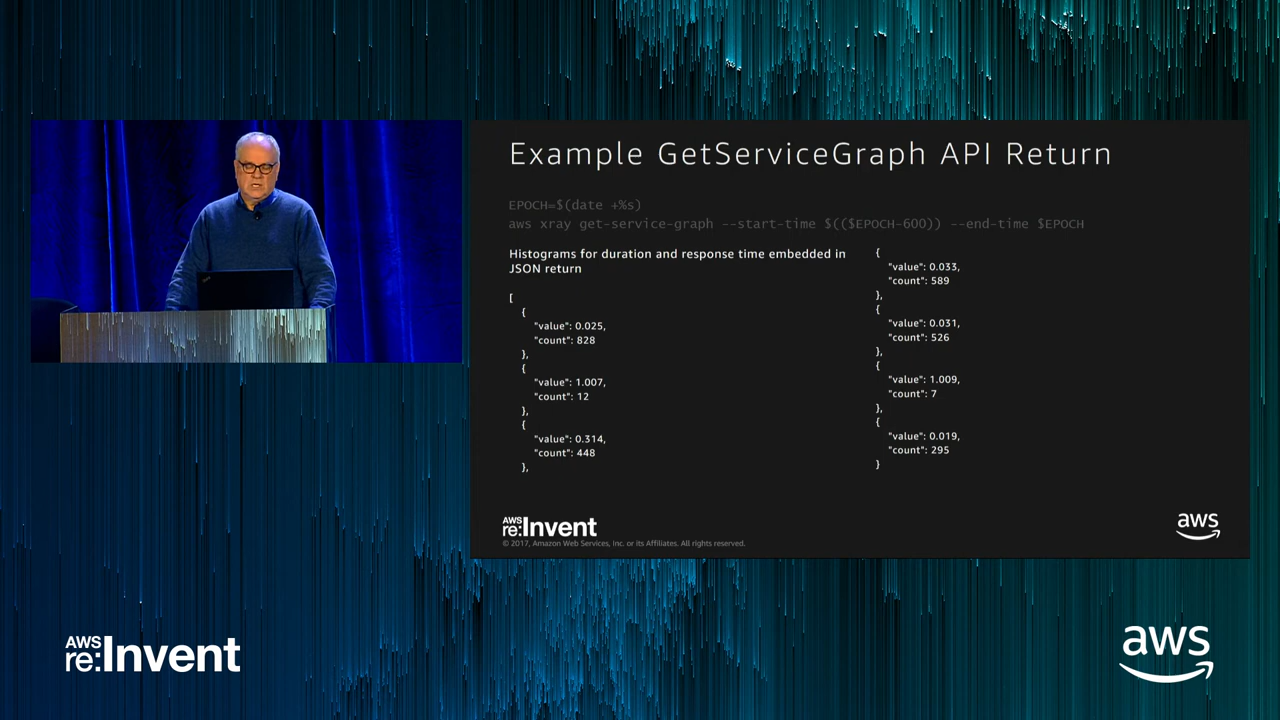 Example GetServiceGraph API Return
EPOCH=$(date +%s)
aws xray get-service-graph --start-time $(($EPOCH-600)) --end-time $EPOCH
Histograms for duration and response time embedded in
JSON return
[
{
"value": 0.025,
"count": 828
},
{
"value": 1.007,
"count": 12
},
{
"value": 0.314,
"count": 448
},
{
"value": 0.033,
"count": 589
},
{
"value": 0.031,
"count": 526
},
{
"value": 1.009,
"count": 7
},
{
"value": 0.019,
"count": 295
}
AWS
re:Invent
© 2017, Amazon Web Services, Inc. or its Affiliates. All rights reserved.
aws
AWS
re:Invent
aws